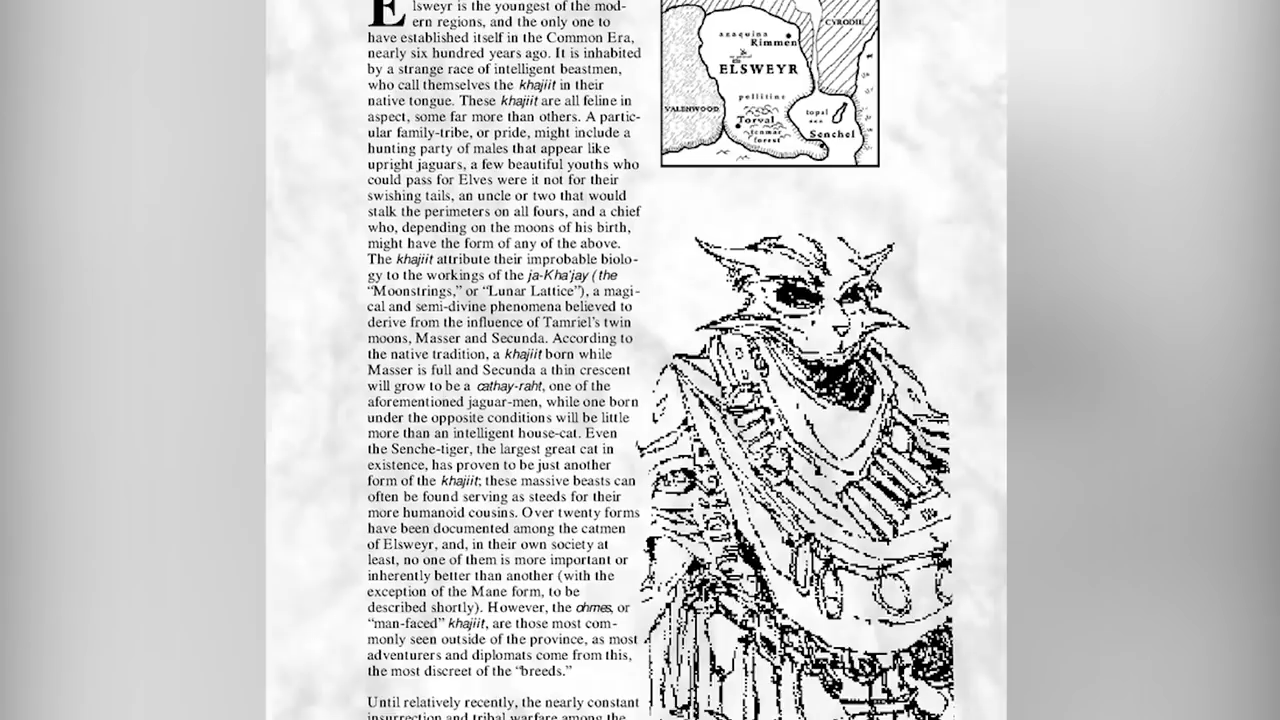 Elsweyr is the youngest of the mod-
ern regions, and the only one to
have established itself in the Common Era,
nearly six hundred years ago. It is inhabited
by a strange race of intelligent beastmen,
who call themselves the khajiit in their
native tongue. These khajiit are all feline in
aspect, some far more than others. A partic-
ular family-tribe, or pride, might include a
hunting party of males that appear like
upright jaguars, a few beautiful youths who
could pass for Elves were it not for their
swishing tails, an uncle or two that would
stalk the perimeters on all fours, and a chief
who, depending on the moons of his birth,
might have the form of any of the above.
The khajiit attribute their improbable biolo-
gy to the workings of the ja-Kha'jay (the
“Moonstrings,” or “Lunar Lattice”), a magi-
cal and semi-divine phenomena believed to
derive from the influence of Tamriel's twin
moons, Masser and Secunda. According to
the native tradition, a khajiit born while
Masser is full and Secunda a thin crescent
will grow to be a cathay-raht, one of the
aforementioned jaguar-men, while one born
under the opposite conditions will be little
more than an intelligent house-cat. Even
the Senche-tiger, the largest great cat in
existence, has proven to be just another
form of the khajiit; these massive beasts can
often be found serving as steeds for their
more humanoid cousins. Over twenty forms
have been documented among the catmen
of Elsweyr, and, in their own society at
least, no one of them is more important or
inherently better than another (with the
exception of the Mane form, to be
described shortly). However, the ohmes, or
“man-faced” khajiit, are those most com-
monly seen outside of the province, as most
adventurers and diplomats come from this,
the most discreet of the “breeds.”
Until relatively recently, the nearly constant
insurrection and tribal warfare among the
CYRODIIL
anaquina
Rimmen
ELSWEYR
pellitine
VALENWOOD
topal
Torval
tenmar
forest
Senchel